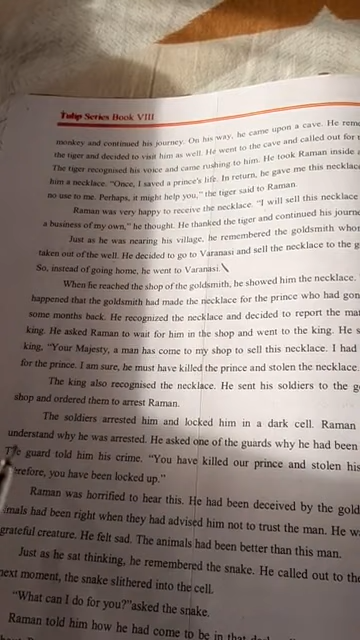 Tulip Series Book VIII
monkey and continued his journey. On his way, he came upon a cave. He reme
the tiger and decided to visit him as well. He went to the cave and called out for t
The tiger recognised his voice and came rushing to him. He took Raman inside a
him a necklace. "Once, I saved a prince's life. In return, he gave me this necklace
no use to me. Perhaps, it might help you," the tiger said to Raman.
Raman was very happy to receive the necklace. "I will sell this necklace
a business of my own," he thought. He thanked the tiger and continued his journ
Just as he was nearing his village, he remembered the goldsmith whom
taken out of the well. He decided to go to Varanasi and sell the necklace to the g
So, instead of going home, he went to Varanasi.
When he reached the shop of the goldsmith, he showed him the necklace.
happened that the goldsmith had made the necklace for the prince who had gon
some months back. He recognized the necklace and decided to report the mat
king. He asked Raman to wait for him in the shop and went to the king. He s
king, "Your Majesty, a man has come to my shop to sell this necklace. I had
for the prince. I am sure, he must have killed the prince and stolen the necklace
The king also recognised the necklace. He sent his soldiers to the g
shop and ordered them to arrest Raman.
The soldiers arrested him and locked him in a dark cell. Raman
understand why he was arrested. He asked one of the guards why he had been
The guard told him his crime. "You have killed our prince and stolen his
refore, you have been locked up."
Raman was horrified to hear this. He had been deceived by the gold
imals had been right when they had advised him not to trust the man. He wa
grateful creature. He felt sad. The animals had been better than this man.
Just as he sat thinking, he remembered the snake. He called out to the
next moment, the snake slithered into the cell.
"What can I do for you?"asked the snake.
Raman told him how he had come to be in that